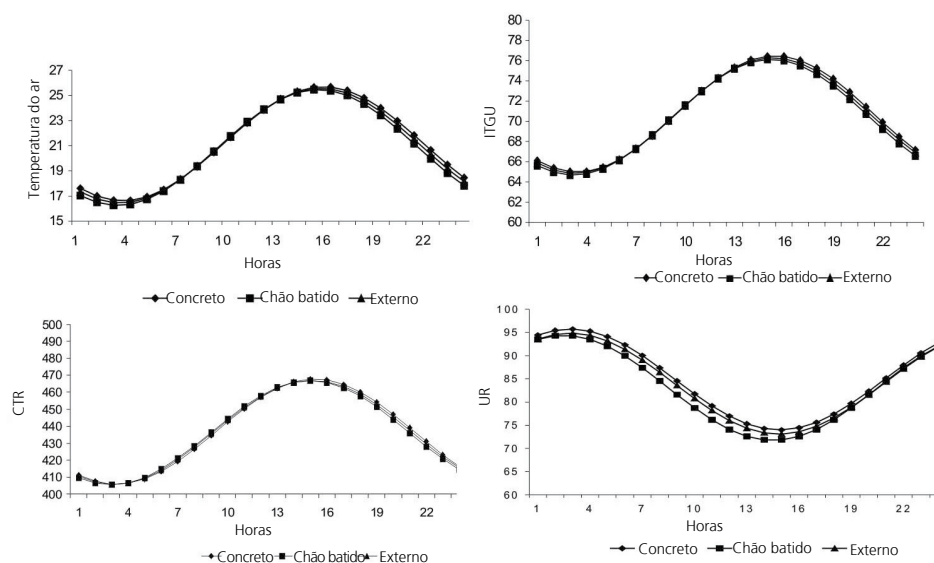 Temperatura do ar
27
25
23
21
19
17
15
1 4 7 10 13 16 19 22
Horas
Concreto Chão batido Externo
ITGU
80
78
76
74
72
70
68
66
64
62
60
1 4 7 10 13 16 19 22
Horas
Concreto Chão batido Externo
CTR
500
490
480
470
460
450
440
430
420
410
400
1 4 7 10 13 16 19 22
Horas
Concreto Chão batido Externo
UR
100
95
90
85
80
75
70
65
60
1 4 7 10 13 16 19 22
Horas
Concreto Chão batido Externo